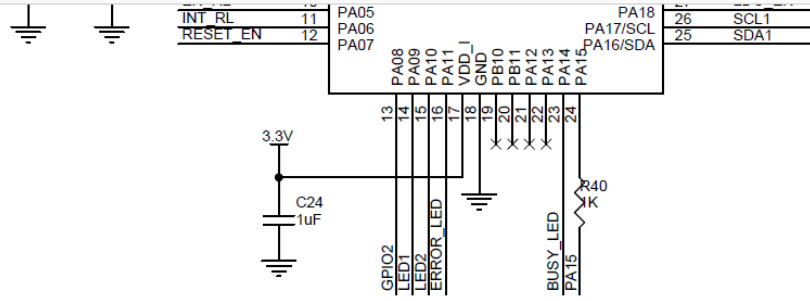 PA05
PA18
INT_RL 11 PA06
PA17/SCL 26 SCL1
RESET_EN 12 PA07
PA16/SDA 25 SDA1
PA08
PA09
PA10
PA11
VDD_I
GND
PB10
PB11
PA12
PA13
PA14
PA15
13
14
15
16
17
18
19
20
21
22
23
24
3.3V
C24
1uF
R40
1K
GPIO2
LED1
LED2
ERROR_LED
BUSY_LED
PA15